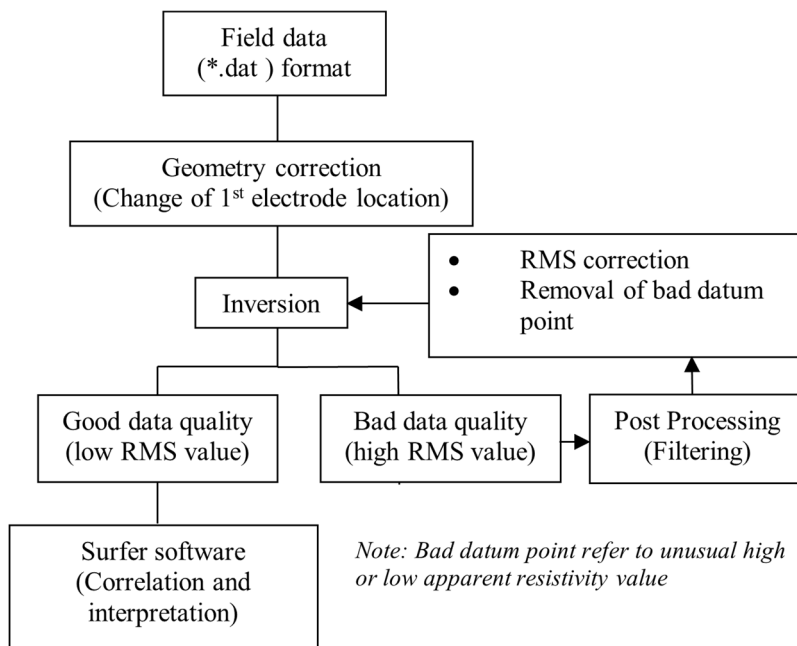 Field data
(*.dat ) format
Geometry correction
(Change of 1st electrode location)
• RMS correction
• Removal of bad datum
point
Inversion
Good data quality
(low RMS value)
Bad data quality
(high RMS value)
Post Processing
(Filtering)
Surfer software
(Correlation and
interpretation)
Note: Bad datum point refer to unusual high
or low apparent resistivity value